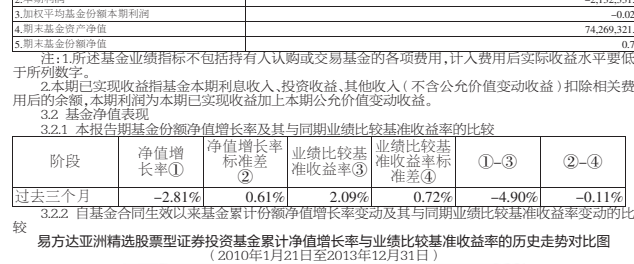 3.加权平均基金份额本期利润 -0.02
4.期末基金资产净值 74,269,321.
5.期末基金份额净值 0.7
注:1.所述基金业绩指标不包括持有人认购或交易基金的各项费用,计入费用后实际收益水平要低
于所列数字。
2.本期已实现收益指基金本期利息收入、投资收益、其他收入(不含公允价值变动收益)扣除相关费
用后的余额,本期利润为本期已实现收益加上本期公允价值变动收益。
3.2 基金净值表现
3.2.1 本报告期基金份额净值增长率及其与同期业绩比较基准收益率的比较
阶段 净值增长率① 净值增长率标准差② 业绩比较基准收益率③ 业绩比较基准收益率标准差④ ①-③ ②-④
过去三个月 -2.81% 0.61% 2.09% 0.72% -4.90% -0.11%
3.2.2 自基金合同生效以来基金累计份额净值增长率变动及其与同期业绩比较基准收益率变动的比
较
易方达亚洲精选股票型证券投资基金累计净值增长率与业绩比较基准收益率的历史走势对比图
(2010年1月21日至2013年12月31日)